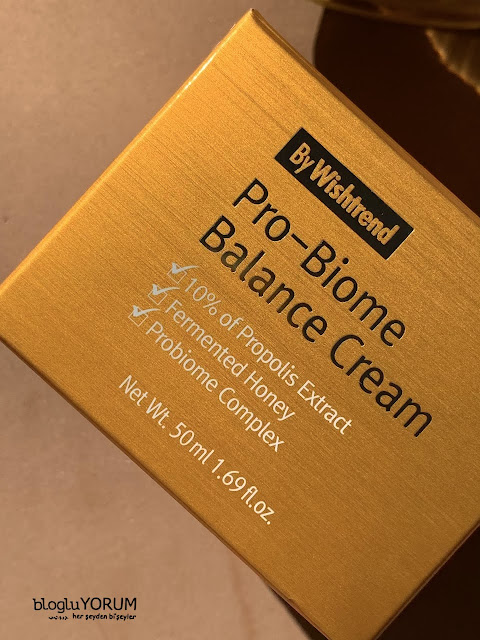 By Wishtrend
Pro-Biome
Balance Cream
10% of Propolis Extract
Fermented Honey
Probiome Complex
Net Wt. 50 ml 1.69 fl.oz.
blogluYORUM
her şeyden bişeyler